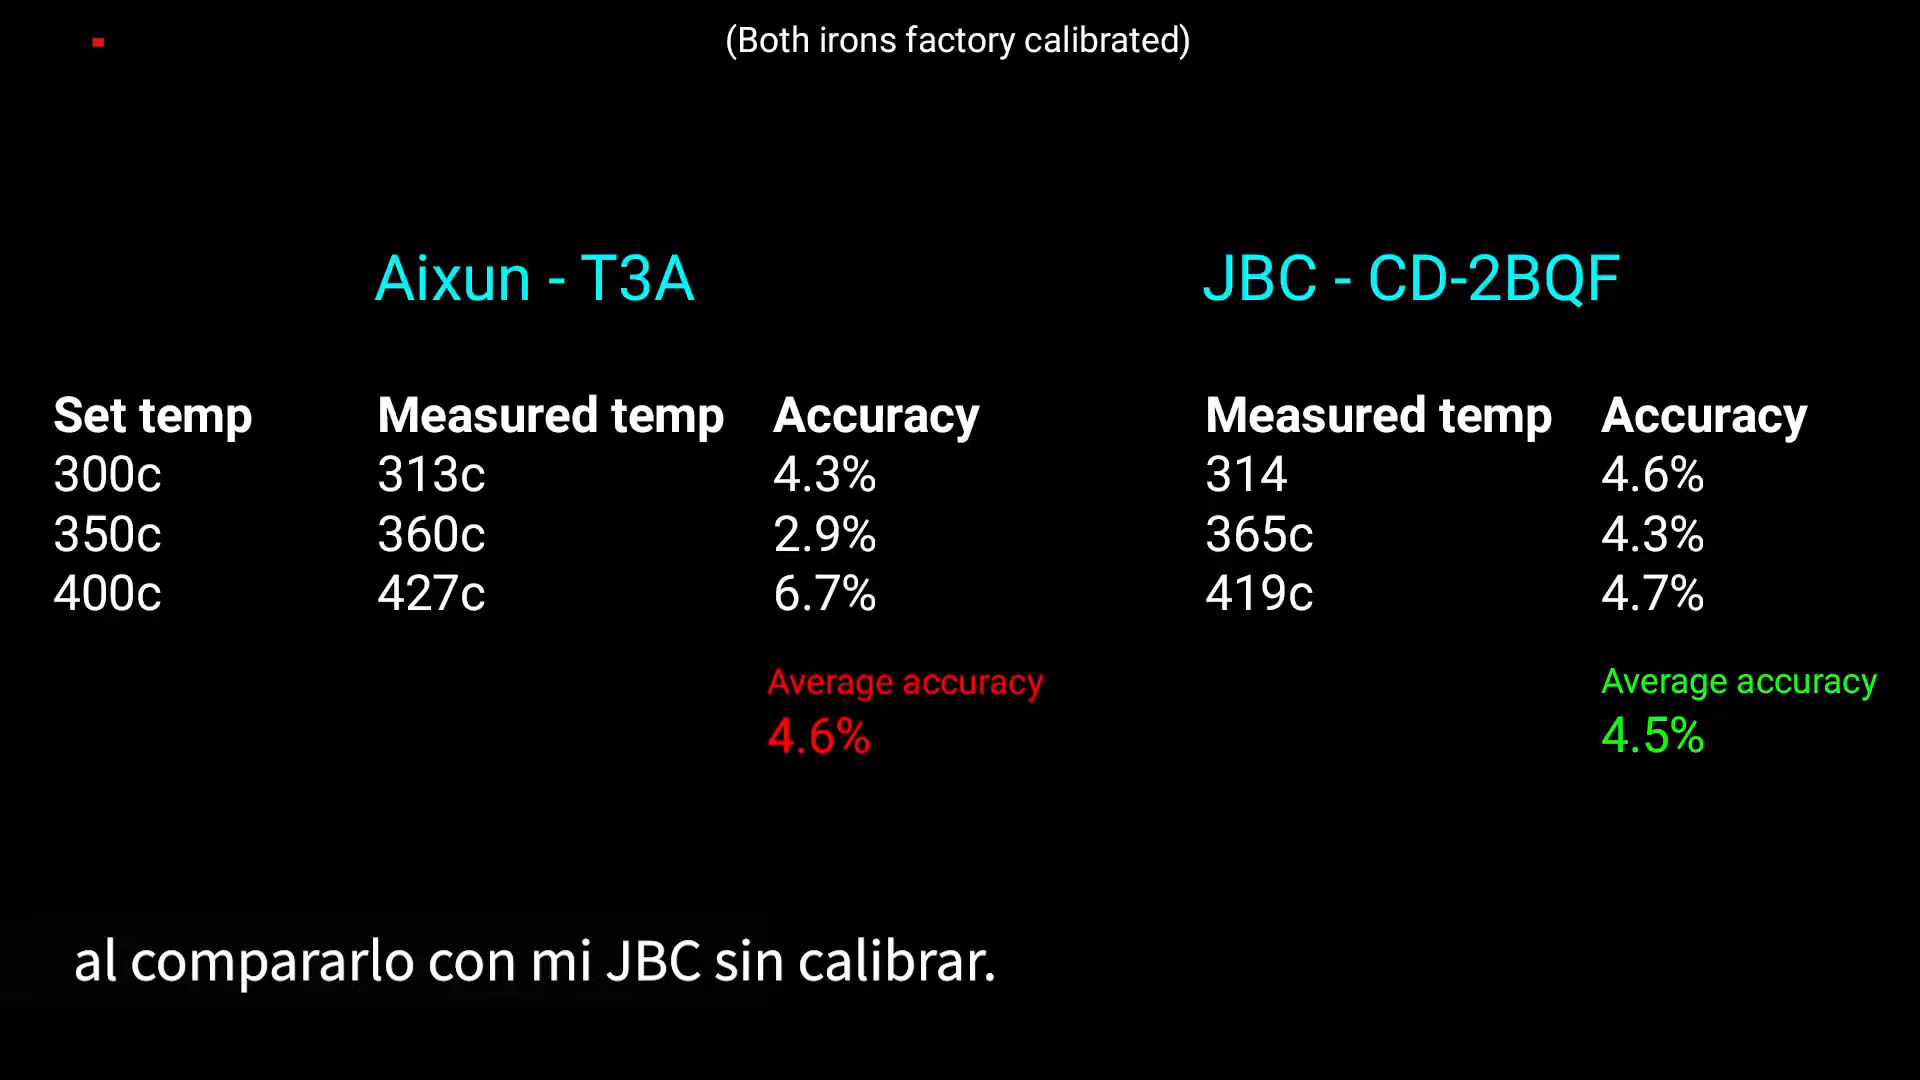 (Both irons factory calibrated)
Aixun - T3A JBC - CD-2BQF
Set temp Measured temp Accuracy Measured temp Accuracy
300c 313c 4.3% 314 4.6%
350c 360c 2.9% 365c 4.3%
400c 427c 6.7% 419c 4.7%
Average accuracy Average accuracy
4.6% 4.5%
al compararlo con mi JBC sin calibrar.